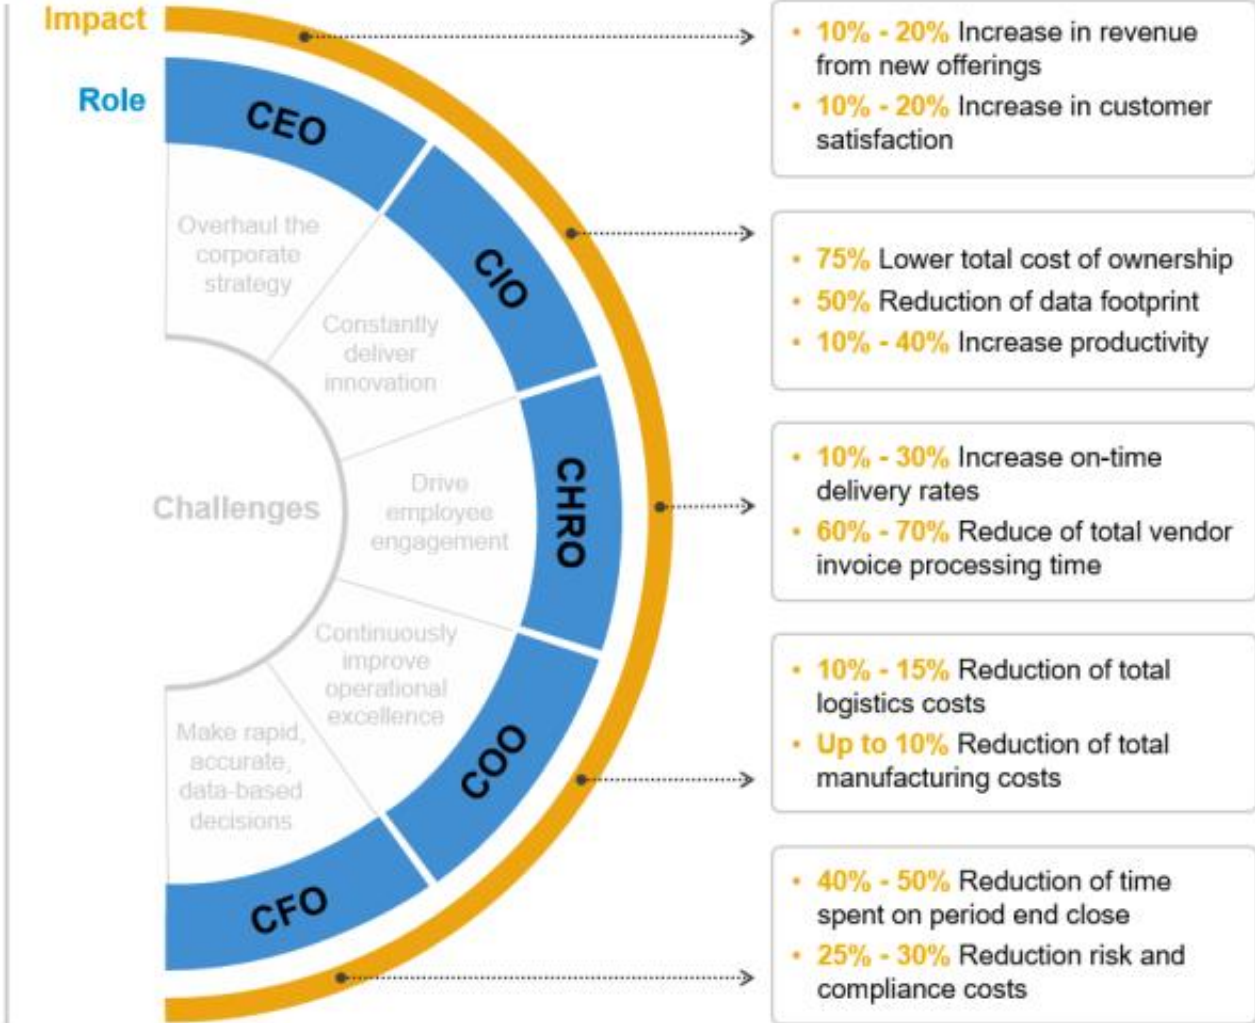 Impact
Role
CEO
CIO
CHRO
COO
CFO
Overhaul the
corporate
strategy
Constantly
deliver
innovation
Drive
employee
engagement
Continuously
improve
operational
excellence
Make rapid,
accurate,
data-based
decisions
Challenges
• 10% - 20% Increase in revenue
from new offerings
• 10% - 20% Increase in customer
satisfaction
• 75% Lower total cost of ownership
• 50% Reduction of data footprint
• 10% - 40% Increase productivity
• 10% - 30% Increase on-time
delivery rates
• 60% - 70% Reduce of total vendor
invoice processing time
• 10% - 15% Reduction of total
logistics costs
• Up to 10% Reduction of total
manufacturing costs
• 40% - 50% Reduction of time
spent on period end close
• 25% - 30% Reduction risk and
compliance costs